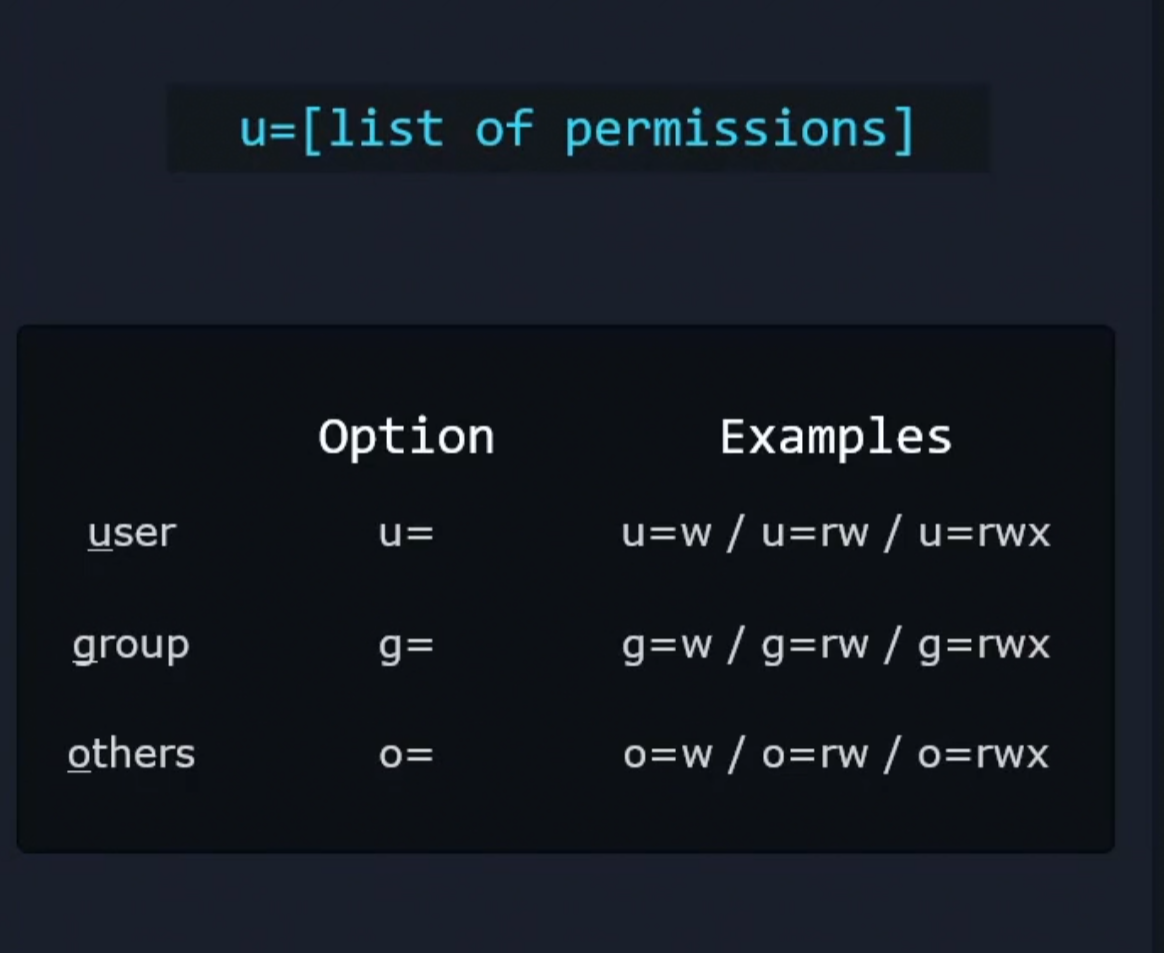 u=[list of permissions]
Option Examples
user u= u=w / u=rw / u=rwx
group g= g=w / g=rw / g=rwx
others o= o=w / o=rw / o=rwx